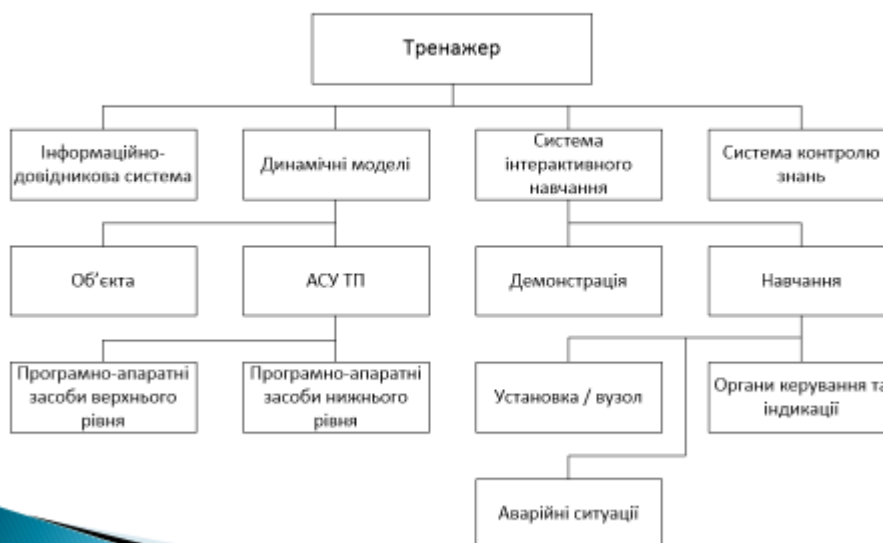 Тренажер
Інформаційно-
довідникова система
Динамічні моделі
Система
інтерактивного
навчання
Система контролю
знань
Об'єкта
АСУ ТП
Демонстрація
Навчання
Програмно-апаратні
засоби верхнього
рівня
Програмно-апаратні
засоби нижнього
рівня
Установка / вузол
Органи керування та
індикації
Аварійні ситуації